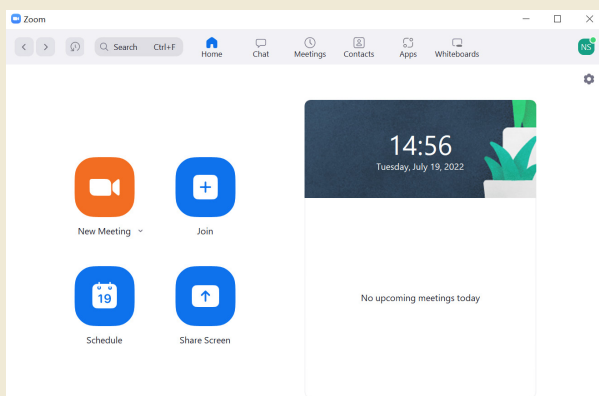 Zoom
Search Ctrl+F
Home
Chat
Meetings
Contacts
Apps
Whiteboards
NS
14:56
Tuesday, July 19, 2022
New Meeting
Join
No upcoming meetings today
19
Schedule
Share Screen